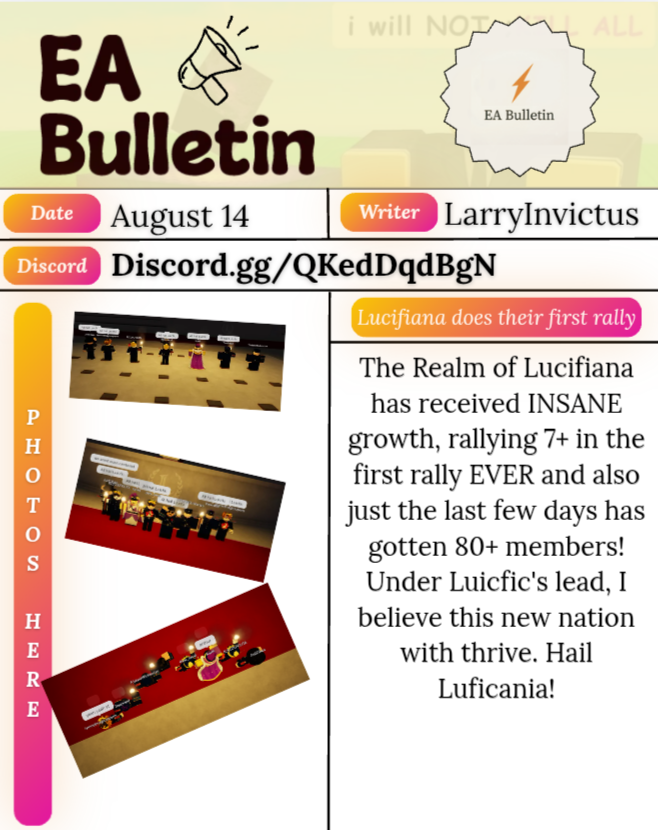 i will NOT
ALL
EA
Bulletin
EA Bulletin
Date
August 14
Writer
LarryInvictus
Discord
Discord.gg/QKedDqdBgN
PHOTOS HERE
Lucifiana does their first rally
The Realm of Lucifiana
has received INSANE
growth, rallying 7+ in the
first rally EVER and also
just the last few days has
gotten 80+ members!
Under Luicfic's lead, I
believe this new nation
with thrive. Hail
Luficania!